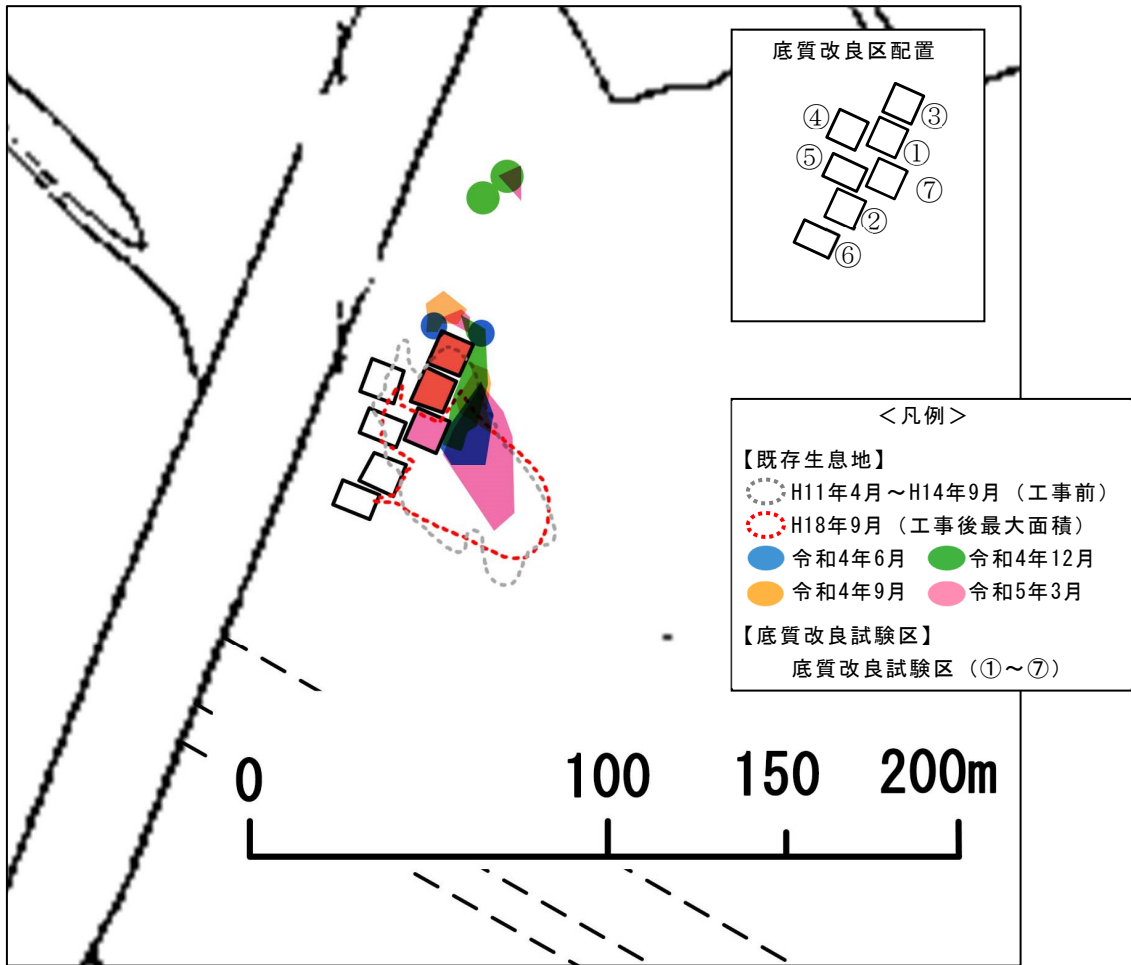 底質改良区配置
③
④
①
⑤
⑦
②
⑥
＜凡例＞
【既存生息地】
H11年4月～H14年9月（工事前）
H18年9月（工事後最大面積）
令和4年6月 令和4年12月
令和4年9月 令和5年3月
【底質改良試験区】
底質改良試験区（①～⑦）
0 100 150 200m